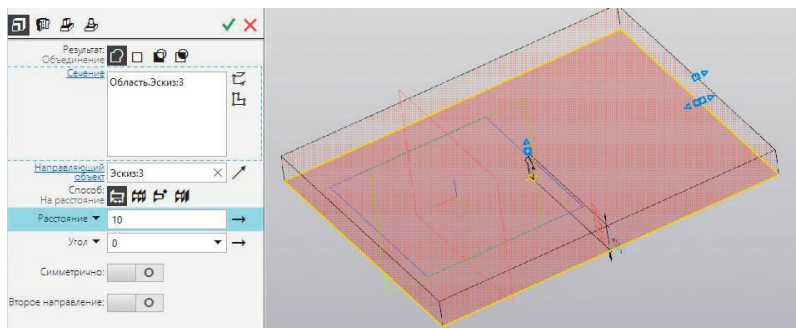 Результат:
Объединение
Сечение
Область.Эскиз:3
Направляющий
объект
Эскиз:3
Способ:
На расстояние
Расстояние
10
Угол
0
Симметрично:
Второе направление: